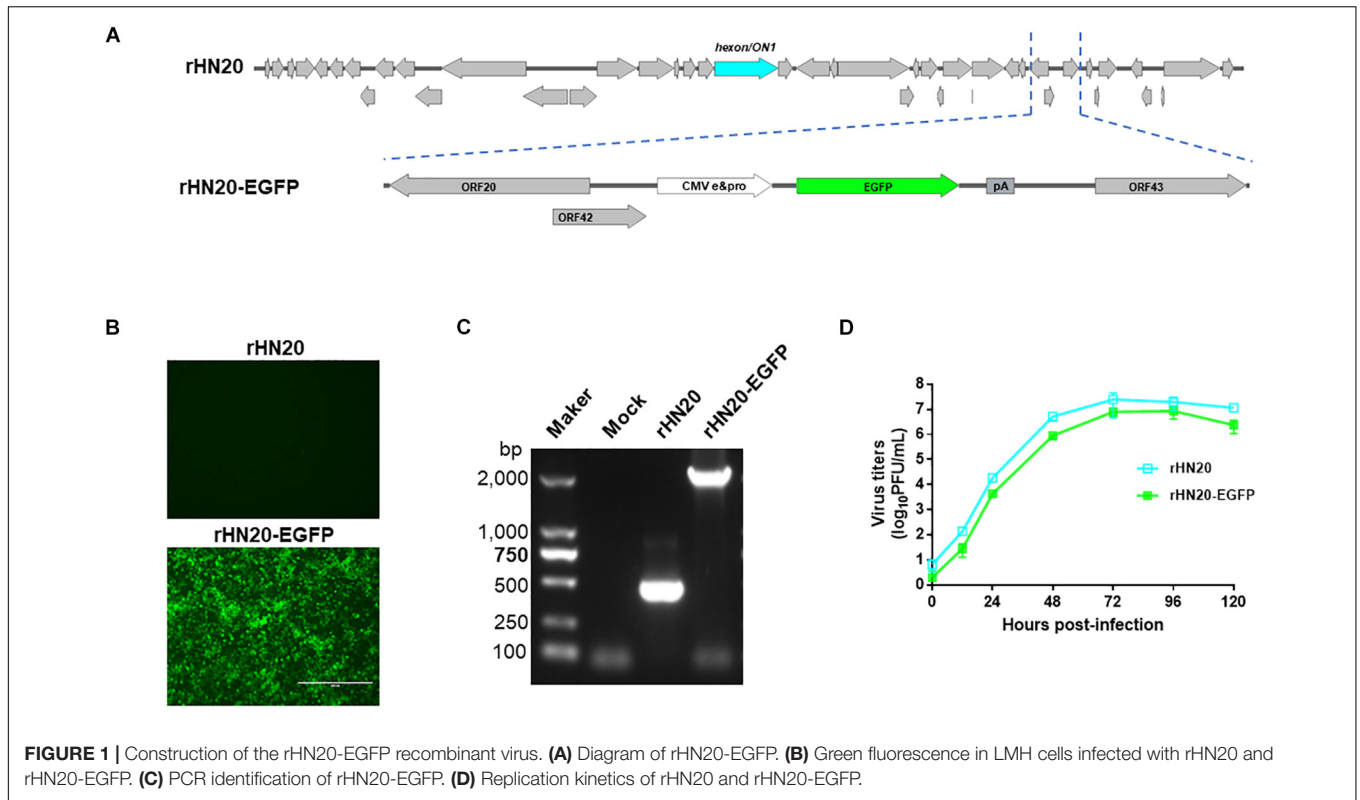 A
hexon/ON1
rHN20
rHN20-EGFP
ORF20
CMV e&pro
EGFP
pA
ORF43
ORF42
B
rHN20
rHN20-EGFP
C
Maker
Mock
rHN20
rHN20-EGFP
bp
2,000
1,000
750
500
250
100
D
Virus titers
(log10PFU/mL)
8
7
6
5
4
3
2
1
0
0 24 48 72 96 120
Hours post-infection
rHN20
rHN20-EGFP
FIGURE 1 | Construction of the rHN20-EGFP recombinant virus. (A) Diagram of rHN20-EGFP. (B) Green fluorescence in LMH cells infected with rHN20 and
rHN20-EGFP. (C) PCR identification of rHN20-EGFP. (D) Replication kinetics of rHN20 and rHN20-EGFP.